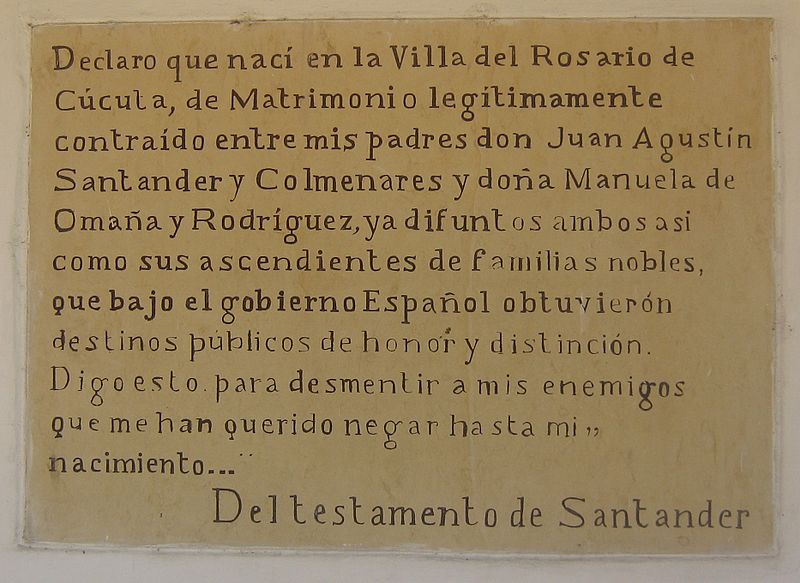 Declaro que nací en la Villa del Rosario de
Cúcuta, de Matrimonio legítimamente
contraído entre mis padres don Juan Agustín
Santander y Colmenares y doña Manuela de
Omaña y Rodríguez, ya difuntos ambos asi
como sus ascendientes de familias nobles,
que bajo el gobierno Español obtuvierón
destinos públicos de honor y distinción.
Digo esto. para desmentir a mis enemigos
que me han querido negar hasta mi „
nacimiento...¨
Del testamento de Santander